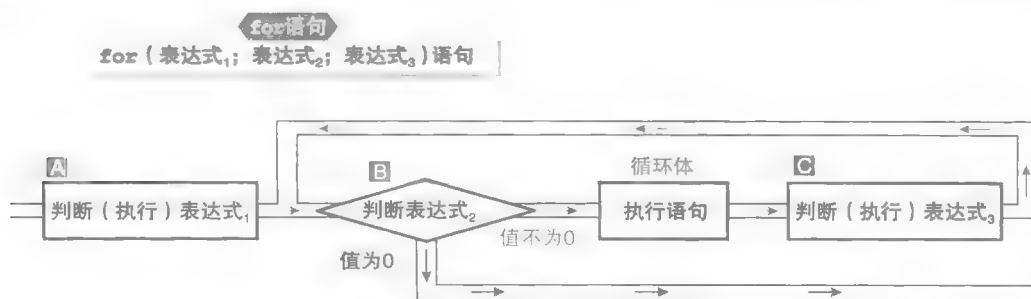 for语句
for（表达式₁；表达式₂；表达式₃）语句
A
判断（执行）表达式₁
B
判断表达式₂
值不为0
值为0
循环体
执行语句
C
判断（执行）表达式₃